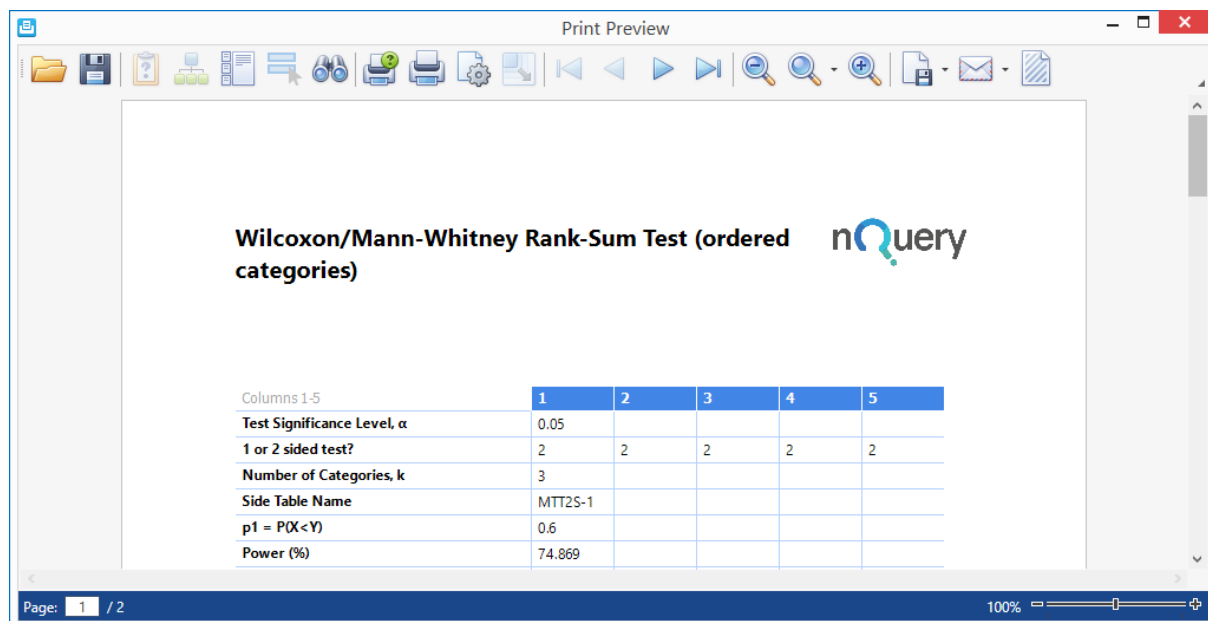 Print Preview
Wilcoxon/Mann-Whitney Rank-Sum Test (ordered
categories)
nQuery
Columns 1-5 1 2 3 4 5
Test Significance Level, α 0.05
1 or 2 sided test? 2 2 2 2 2
Number of Categories, k 3
Side Table Name MTT2S-1
p1 = P(X<Y) 0.6
Power (%) 74.869
Page: 1 / 2 100%